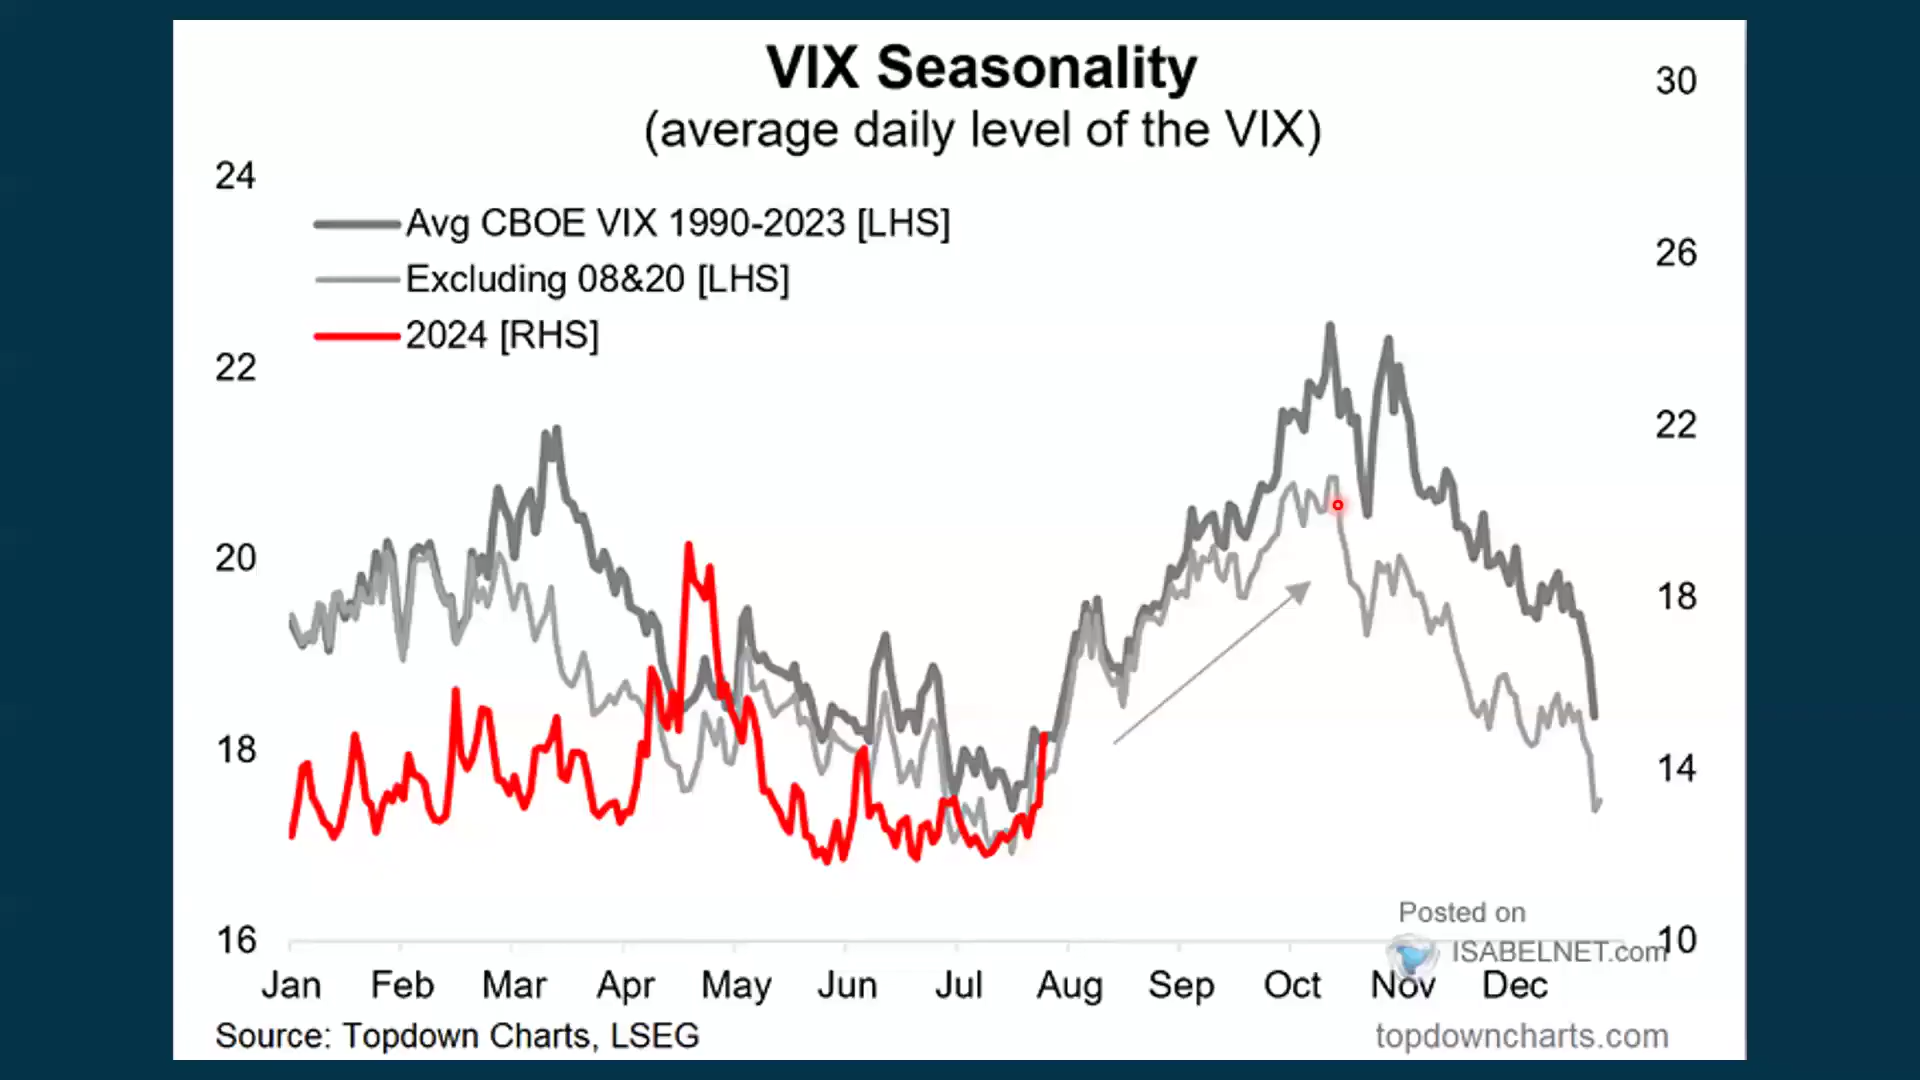 VIX Seasonality
(average daily level of the VIX)
30
24
Avg CBOE VIX 1990-2023 [LHS]
26
Excluding 08&20 [LHS]
2024 [RHS]
22
22
20
18
18
14
Posted on
16
ISABELNET.com
10
Jan Feb Mar Apr May Jun Jul Aug Sep Oct Nov Dec
Source: Topdown Charts, LSEG
topdowncharts.com